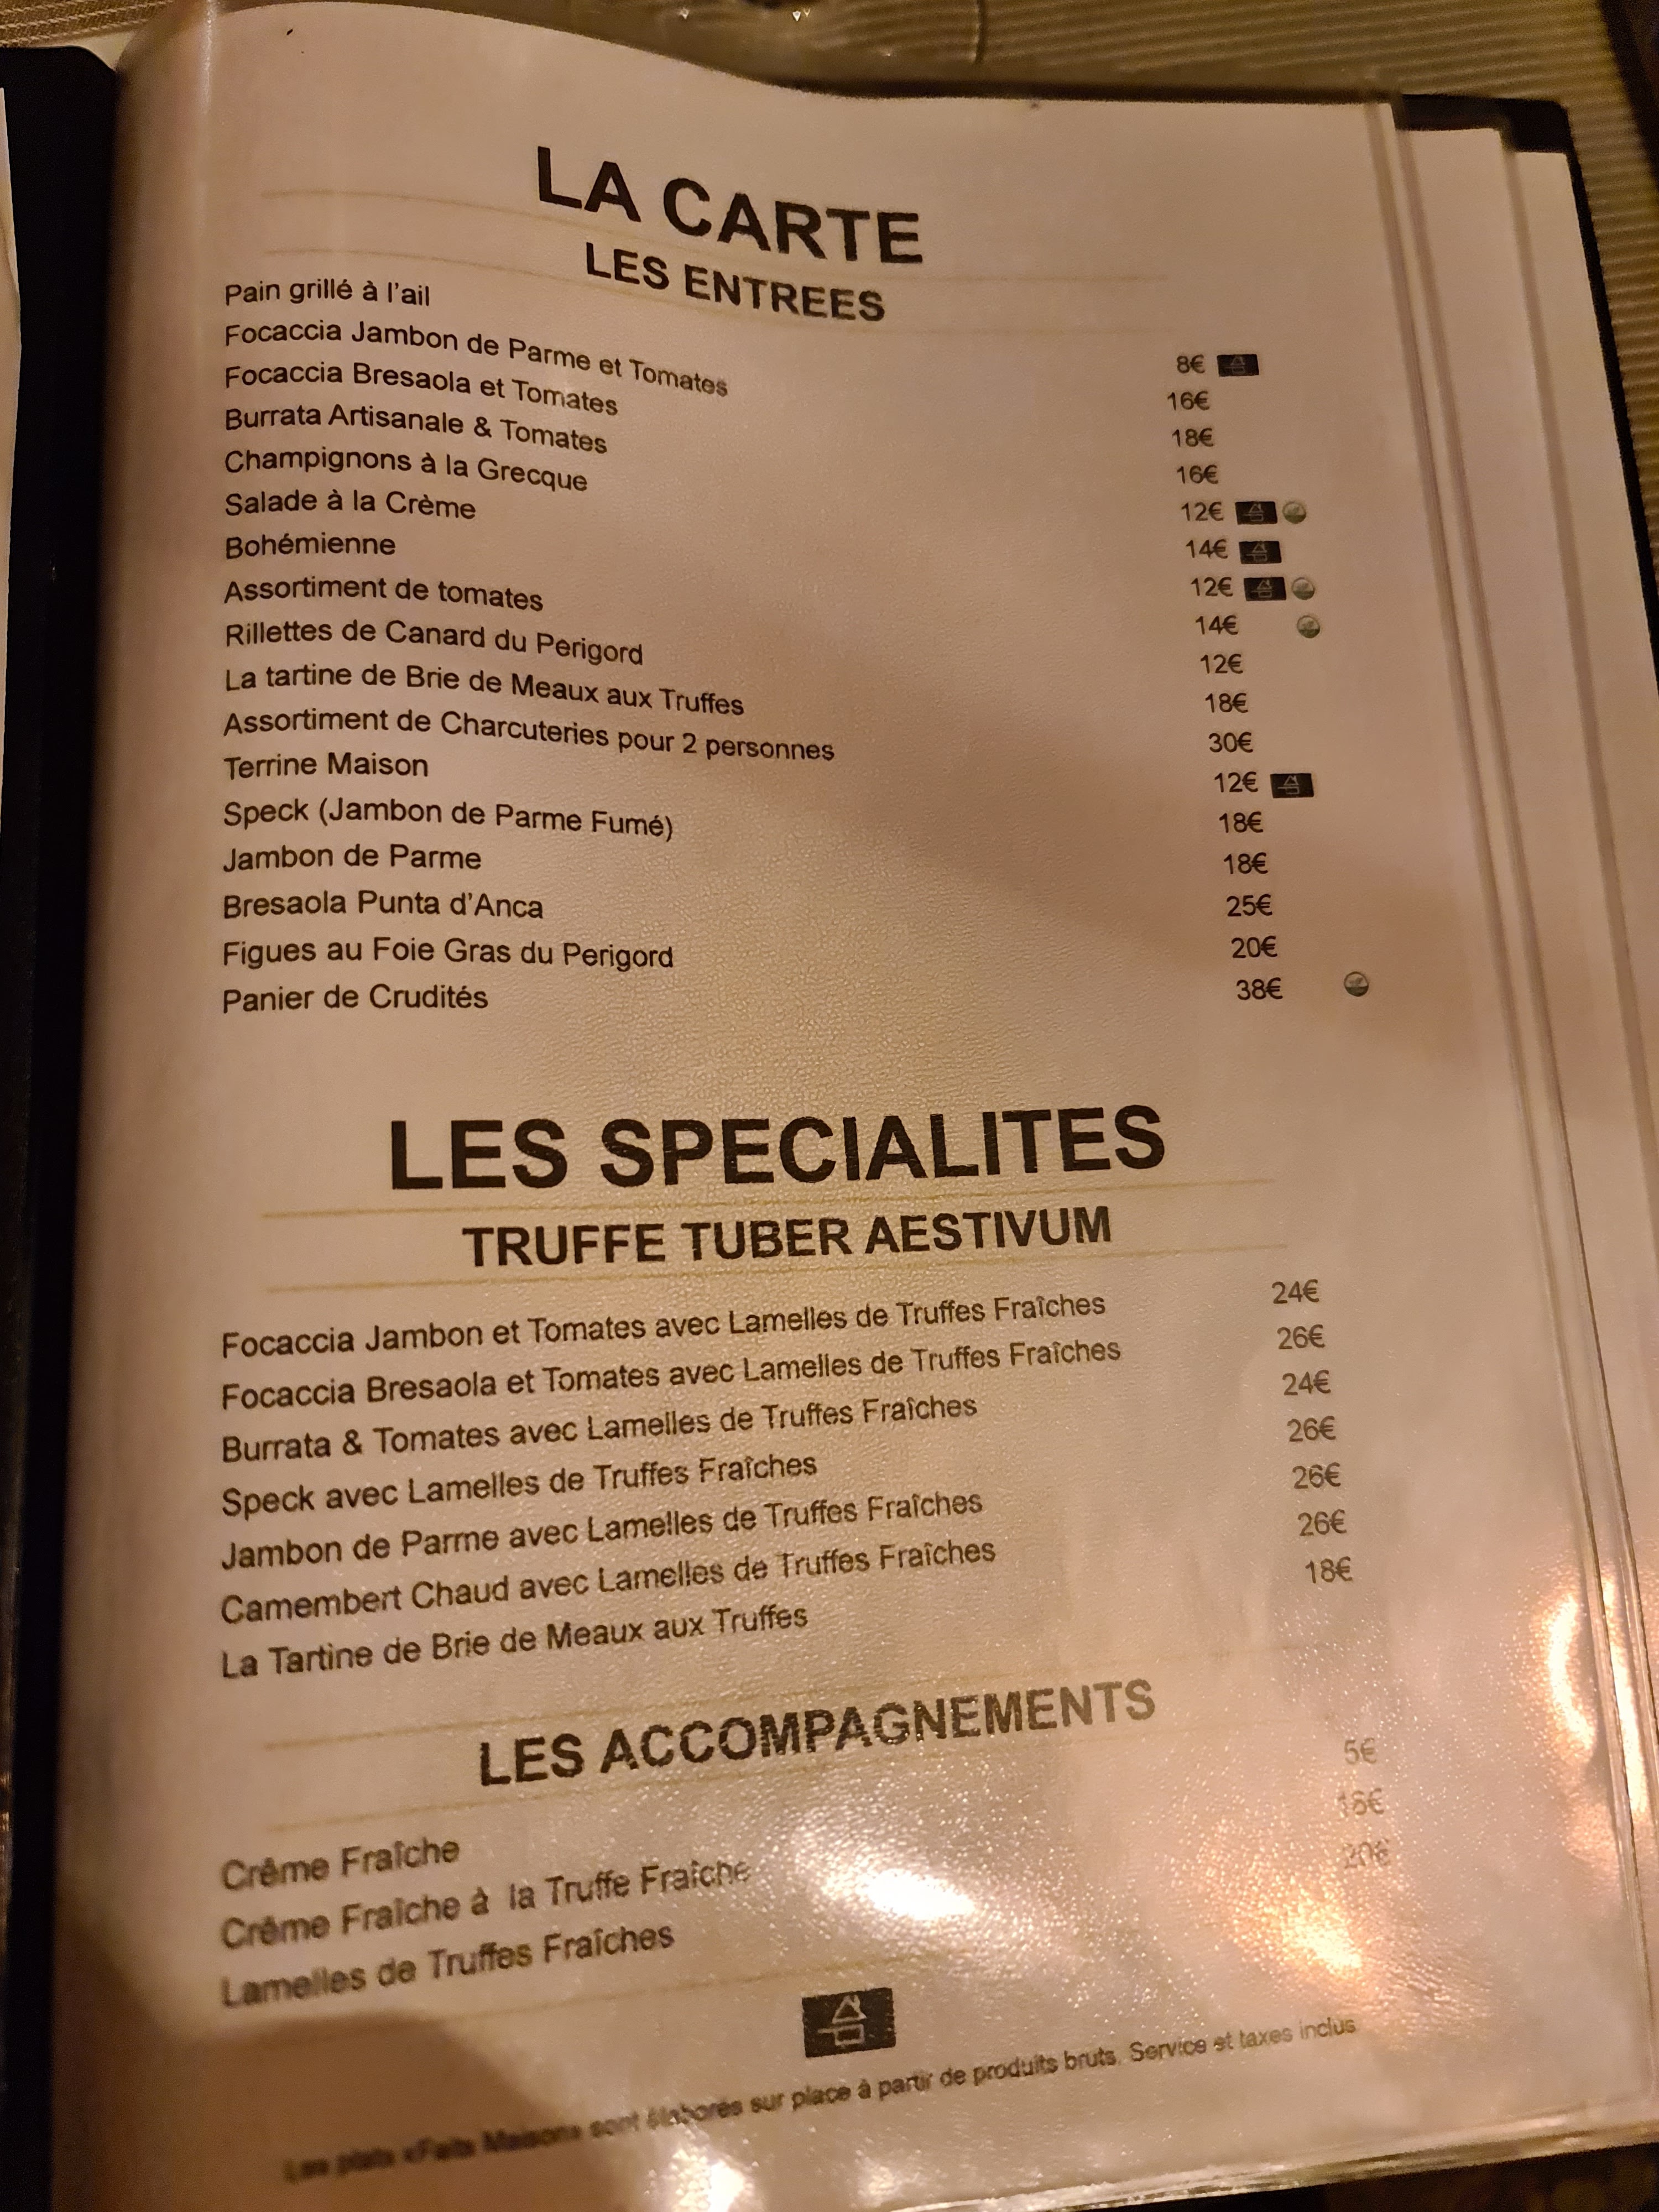 LA CARTE
LES ENTREES
Pain grillé à l'ail 8€
Focaccia Jambon de Parme et Tomates 16€
Focaccia Bresaola et Tomates 18€
Burrata Artisanale & Tomates 16€
Champignons à la Grecque 12€
Salade à la Crème 14€
Bohémienne 12€
Assortiment de tomates 14€
Rillettes de Canard du Perigord 12€
La tartine de Brie de Meaux aux Truffes 18€
Assortiment de Charcuteries pour 2 personnes 30€
Terrine Maison 12€
Speck (Jambon de Parme Fumé) 18€
Jambon de Parme 18€
Bresaola Punta d'Anca 25€
Figues au Foie Gras du Perigord 20€
Panier de Crudités 38€
LES SPECIALITES
TRUFFE TUBER AESTIVUM
Focaccia Jambon et Tomates avec Lamelles de Truffes Fraîches 24€
Focaccia Bresaola et Tomates avec Lamelles de Truffes Fraîches 26€
Burrata & Tomates avec Lamelles de Truffes Fraîches 24€
Speck avec Lamelles de Truffes Fraîches 26€
Jambon de Parme avec Lamelles de Truffes Fraîches 26€
Camembert Chaud avec Lamelles de Truffes Fraîches 26€
La Tartine de Brie de Meaux aux Truffes 18€
LES ACCOMPAGNEMENTS
Crême Fraîche 5€
Crême Fraîche à la Truffe Fraîche
Lamelles de Truffes Fraîches 20€
Les plats «Faits Maison» sont élaborés sur place à partir de produits bruts. Service et taxes inclus